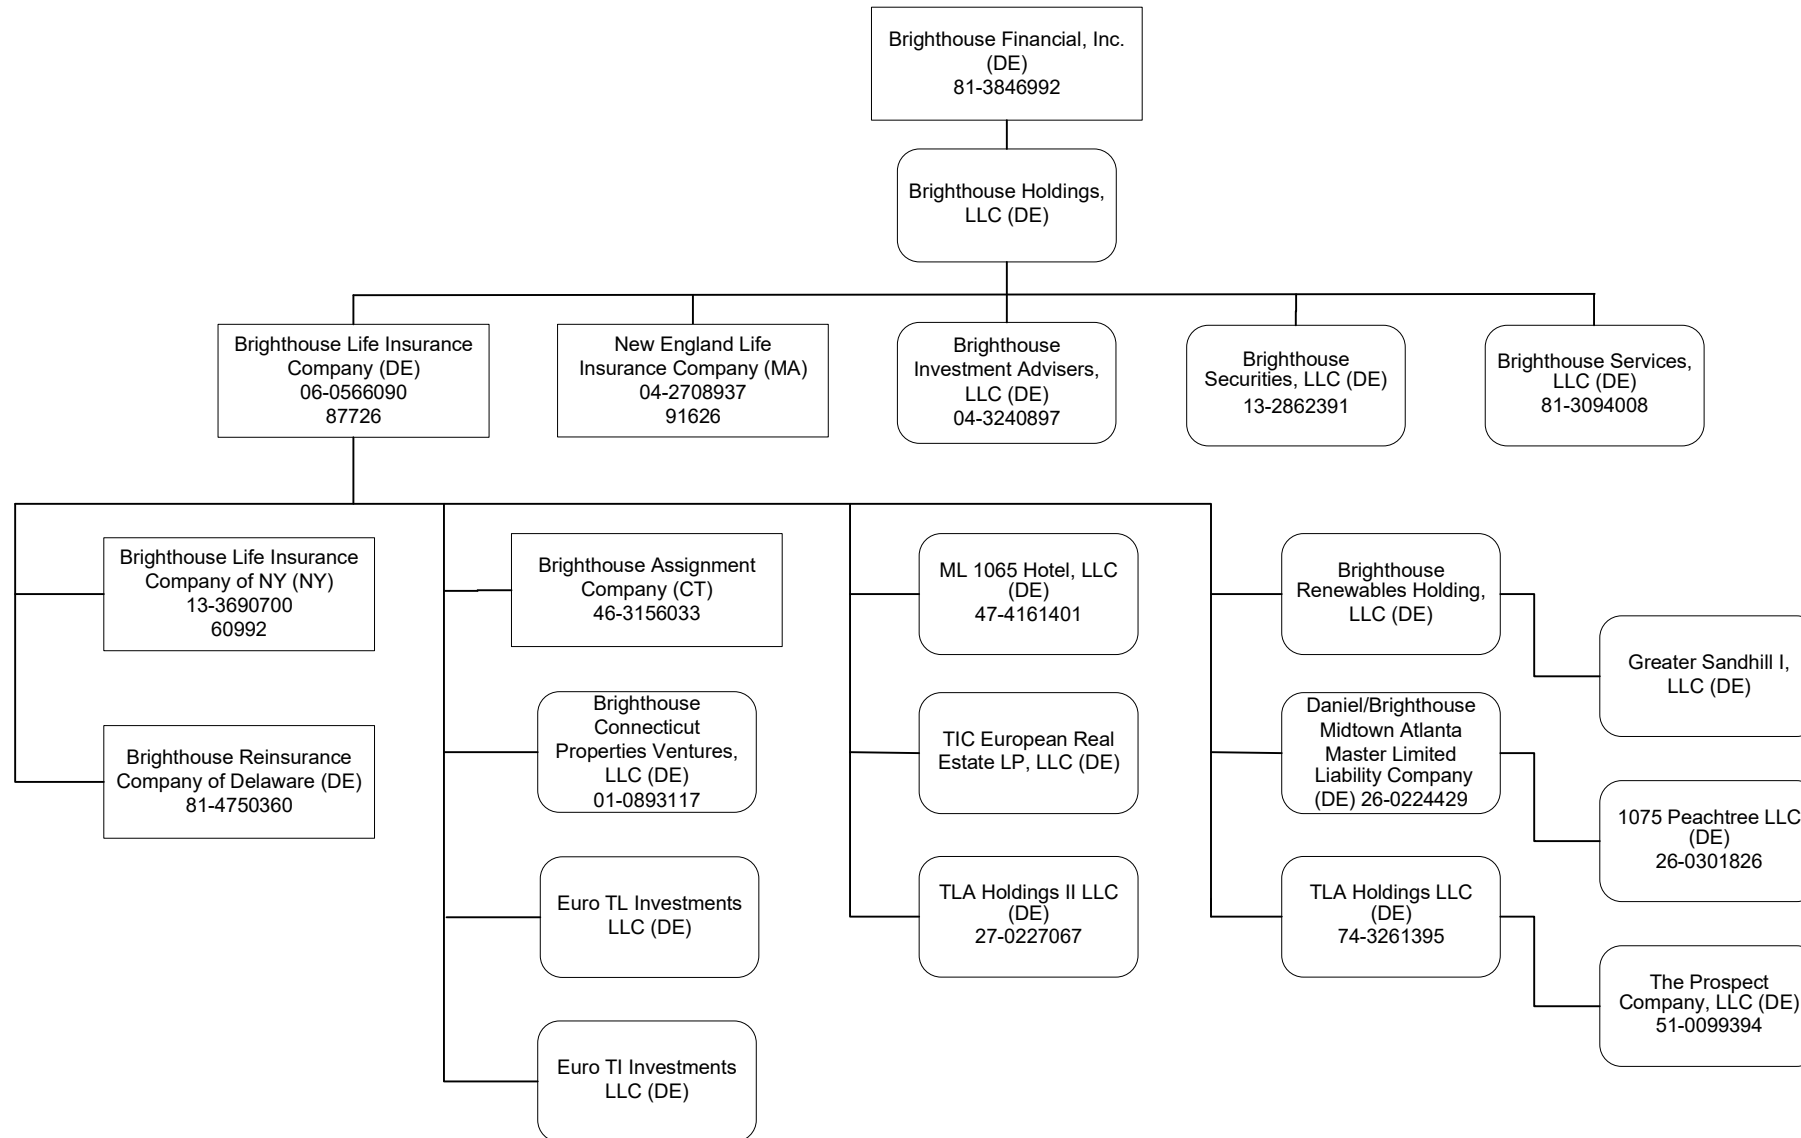 Brighthouse Financial, Inc.
(DE)
81-3846992
Brighthouse Holdings,
LLC (DE)
Brighthouse Life Insurance
Company (DE)
06-0566090
87726
New England Life
Insurance Company (MA)
04-2708937
91626
Brighthouse
Investment Advisers,
LLC (DE)
04-3240897
Brighthouse
Securities, LLC (DE)
13-2862391
Brighthouse Services,
LLC (DE)
81-3094008
Brighthouse Life Insurance
Company of NY (NY)
13-3690700
60992
Brighthouse Reinsurance
Company of Delaware (DE)
81-4750360
Brighthouse Assignment
Company (CT)
46-3156033
Brighthouse
Connecticut
Properties Ventures,
LLC (DE)
01-0893117
Euro TL Investments
LLC (DE)
Euro TI Investments
LLC (DE)
ML 1065 Hotel, LLC
(DE)
47-4161401
TIC European Real
Estate LP, LLC (DE)
TLA Holdings II LLC
(DE)
27-0227067
Brighthouse
Renewables Holding,
LLC (DE)
Daniel/Brighthouse
Midtown Atlanta
Master Limited
Liability Company
(DE) 26-0224429
TLA Holdings LLC
(DE)
74-3261395
Greater Sandhill I,
LLC (DE)
1075 Peachtree LLC
(DE)
26-0301826
The Prospect
Company, LLC (DE)
51-0099394